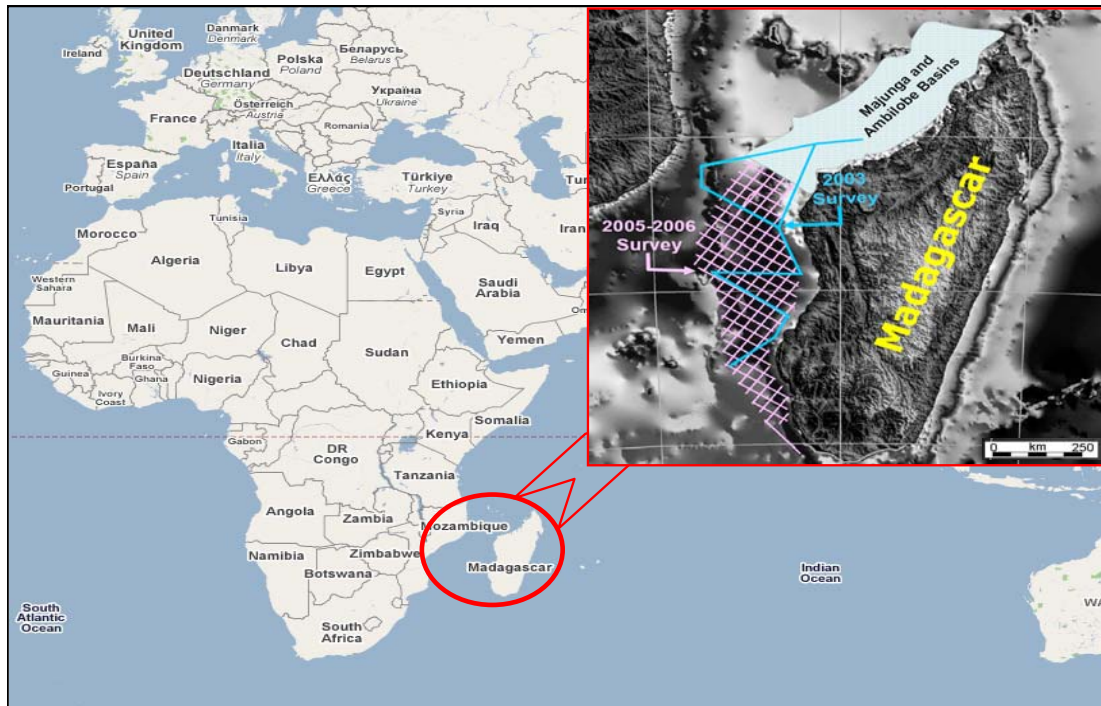 Ireland
United
Kingdom
Danmark
Denmark
Беларусь
Belarus
Polska
Poland
Deutschland
Germany
Україна
Ukraine
Österreich
Austria
France
Romania
Italia
Italy
España
Spain
Portugal
Ελλάς
Greece
Türkiye
Turkey
Tunisia
Syria
Iraq
Iran
Morocco
Algeria
Libya
Egypt
Western
Sahara
Saudi
Arabia
Mauritania
Mali
Niger
Chad
Sudan
Yemen
Burkina
Faso
Guinea
Ghana
Nigeria
Ivory
Coast
Ethiopia
Somalia
Gabon
Kenya
DR
Congo
Tanzania
Angola
Zambia
Mozambique
Namibia
Zimbabwe
Botswana
Madagascar
South
Africa
South
Atlantic
Ocean
Indian
Ocean
WA
Majunga and
Ambilobe Basins
2003
Survey
2005-2006
Survey
Madagascar
0 km 250